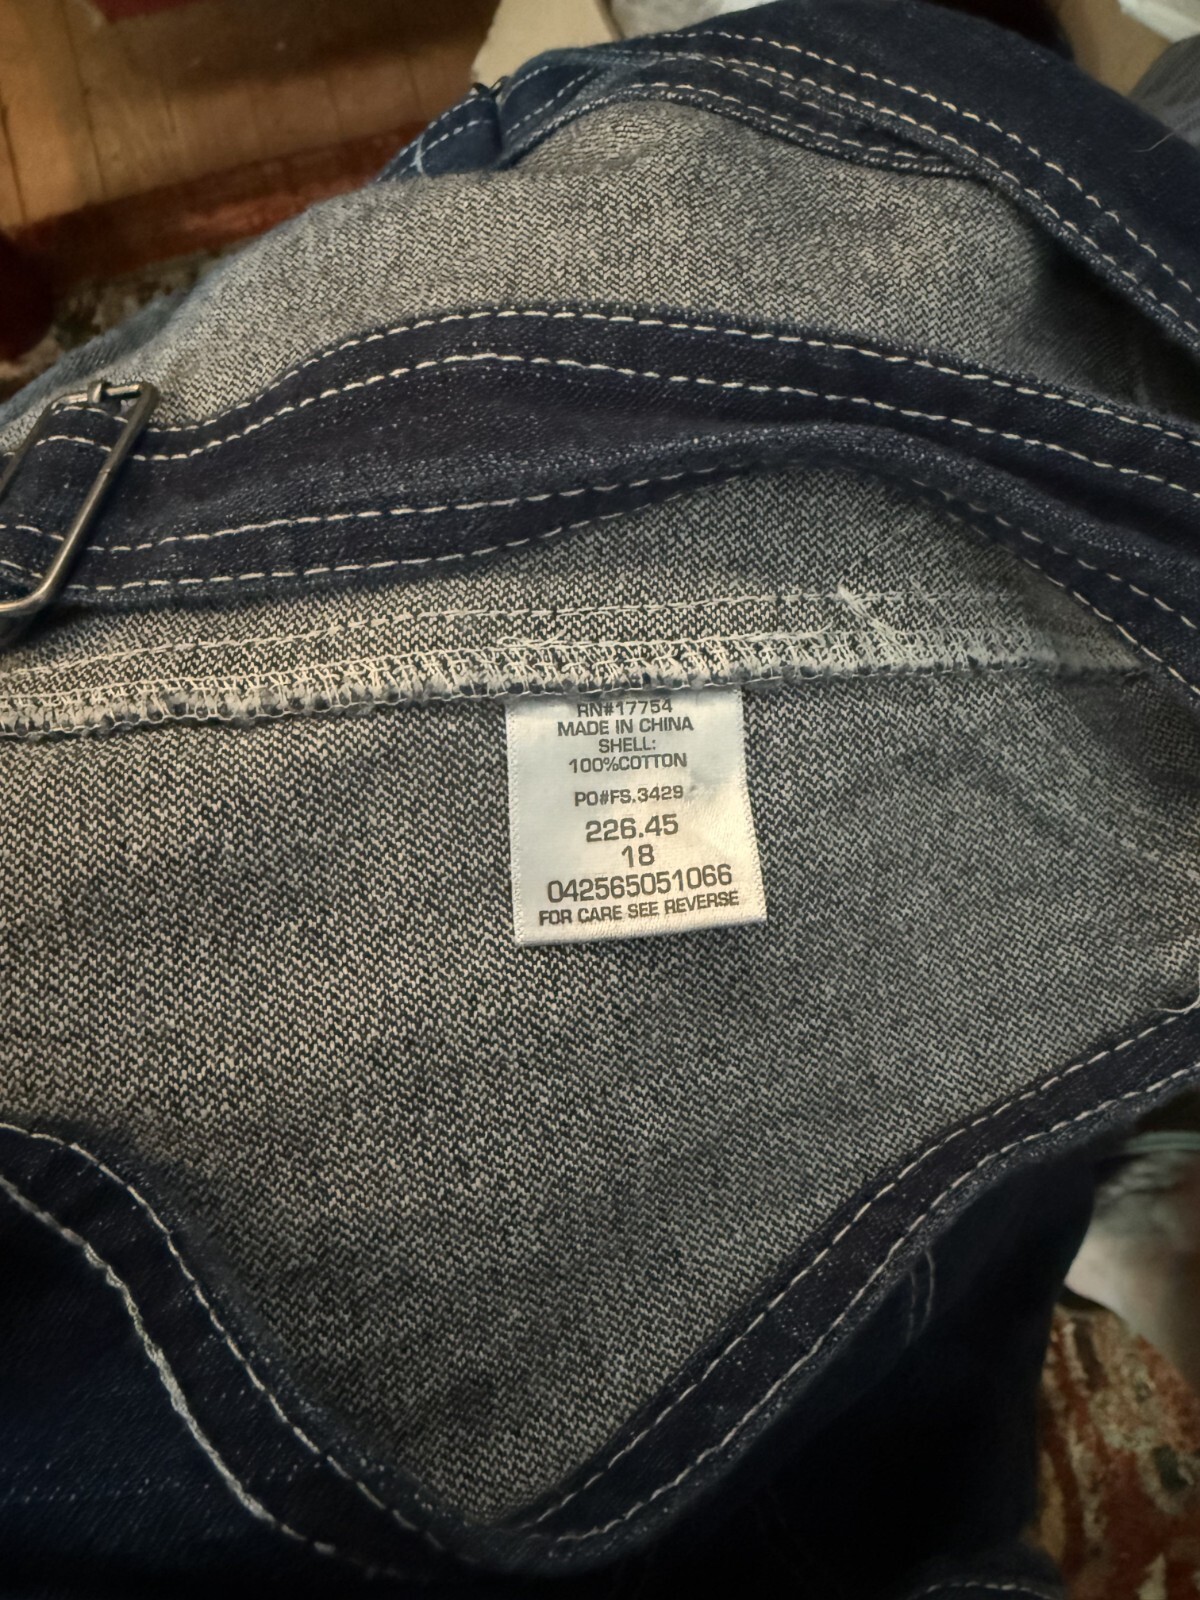 RN#17754
MADE IN CHINA
SHELL:
100%COTTON
PO#FS.3429
226.45
18
042565051066
FOR CARE SEE REVERSE